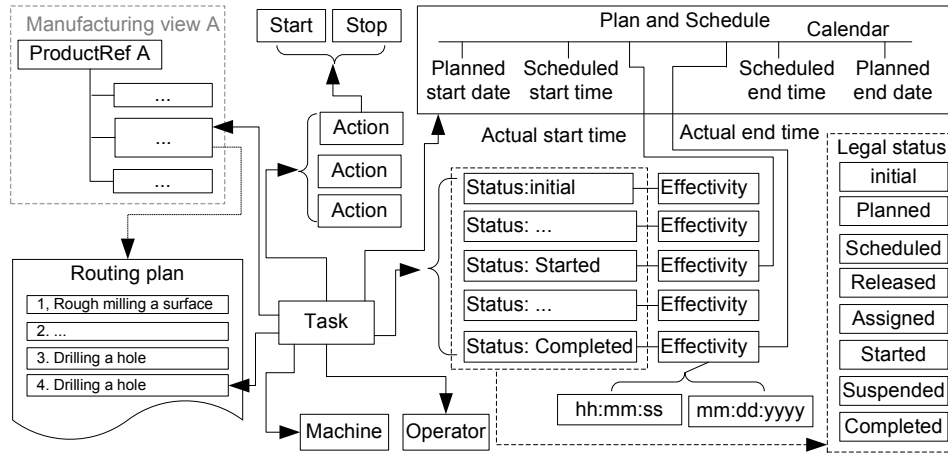 Manufacturing view A
ProductRef A
...
...
...
Start
Stop
Action
Action
Action
Plan and Schedule
Calendar
Planned
start date
Scheduled
start time
Scheduled
end time
Planned
end date
Actual start time
Actual end time
Status:initial
Effectivity
Status: ...
Effectivity
Status: Started
Effectivity
Status: ...
Effectivity
Status: Completed
Effectivity
hh:mm:ss
mm:dd:yyyy
Legal status
initial
Planned
Scheduled
Released
Assigned
Started
Suspended
Completed
Routing plan
1, Rough milling a surface
2. ...
3. Drilling a hole
4. Drilling a hole
Task
Machine
Operator